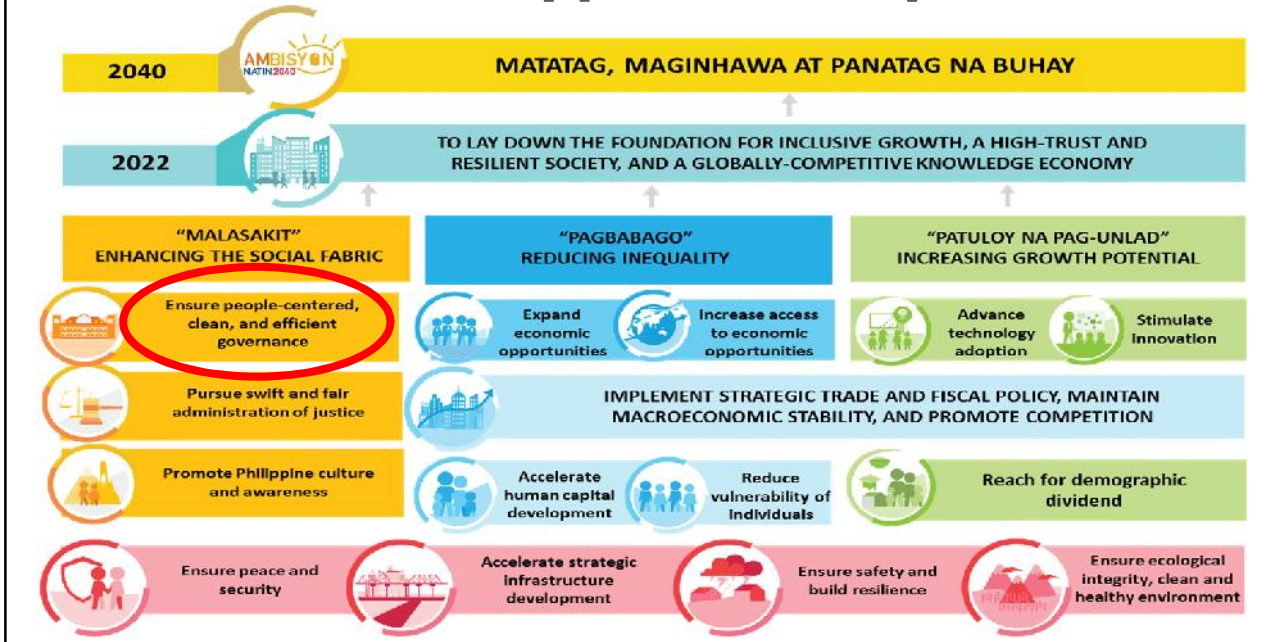 2040
AMBISYON
NATIN2040
MATATAG, MAGINHAWA AT PANATAG NA BUHAY
2022
TO LAY DOWN THE FOUNDATION FOR INCLUSIVE GROWTH, A HIGH-TRUST AND
RESILIENT SOCIETY, AND A GLOBALLY-COMPETITIVE KNOWLEDGE ECONOMY
"MALASAKIT"
ENHANCING THE SOCIAL FABRIC
"PAGBABAGO"
REDUCING INEQUALITY
"PATULOY NA PAG-UNLAD"
INCREASING GROWTH POTENTIAL
Ensure people-centered,
clean, and efficient
governance
Expand
economic
opportunities
Increase access
to economic
opportunities
Advance
technology
adoption
Stimulate
Innovation
Pursue swift and fair
administration of justice
IMPLEMENT STRATEGIC TRADE AND FISCAL POLICY, MAINTAIN
MACROECONOMIC STABILITY, AND PROMOTE COMPETITION
Promote Philippine culture
and awareness
Accelerate
human capital
development
Reduce
vulnerability of
Individuals
Reach for demographic
dividend
Ensure peace and
security
Accelerate strategic
infrastructure
development
Ensure safety and
build resilience
Ensure ecological
integrity, clean and
healthy environment